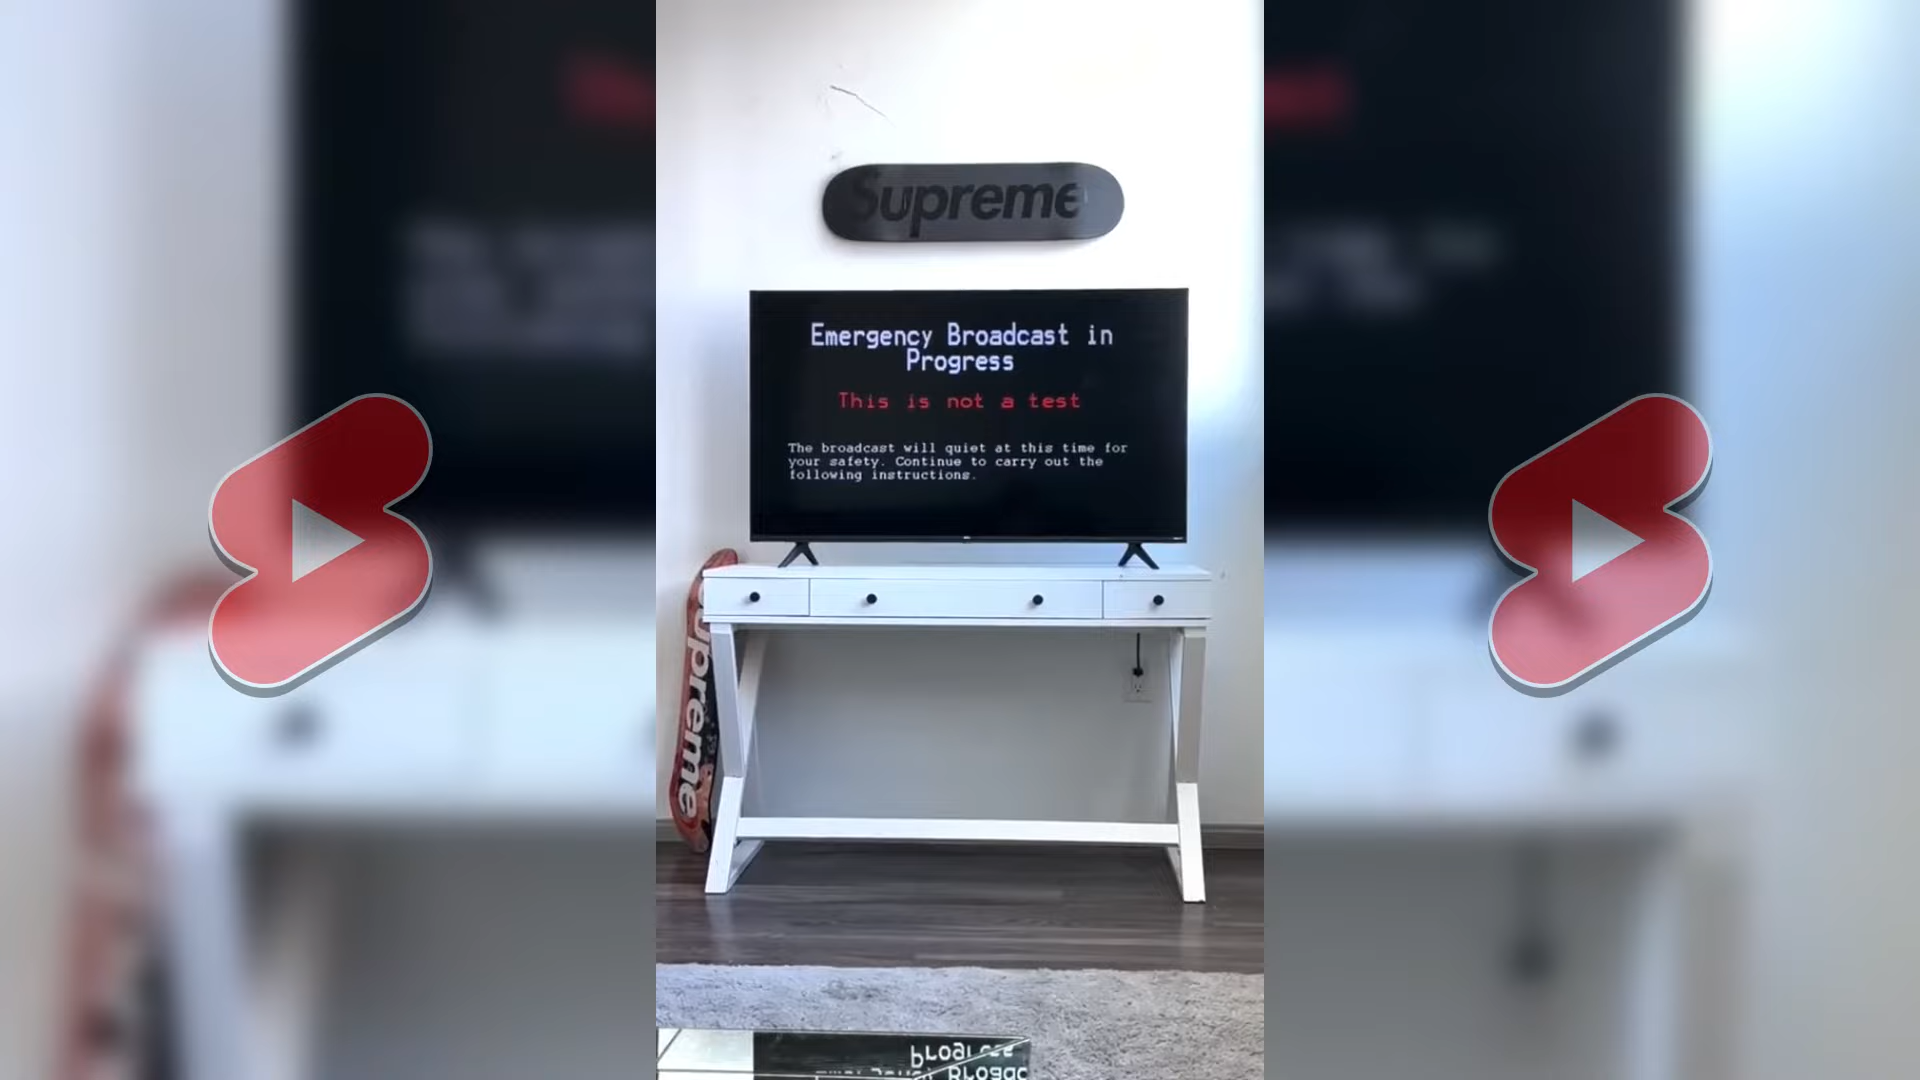 Supreme
Emergency Broadcast in
Progress
This is not a test
The broadcast will quiet at this time for
your safety. Continue to carry out the
following instructions.
Supreme
Progress